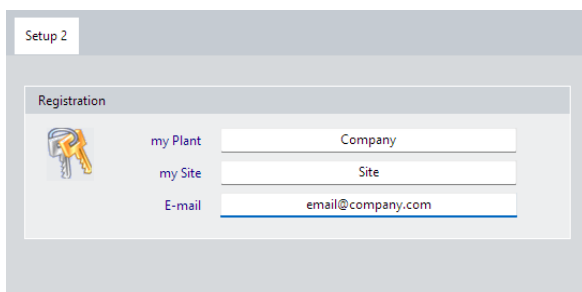 Setup 2
Registration
my Plant Company
my Site Site
E-mail email@company.com